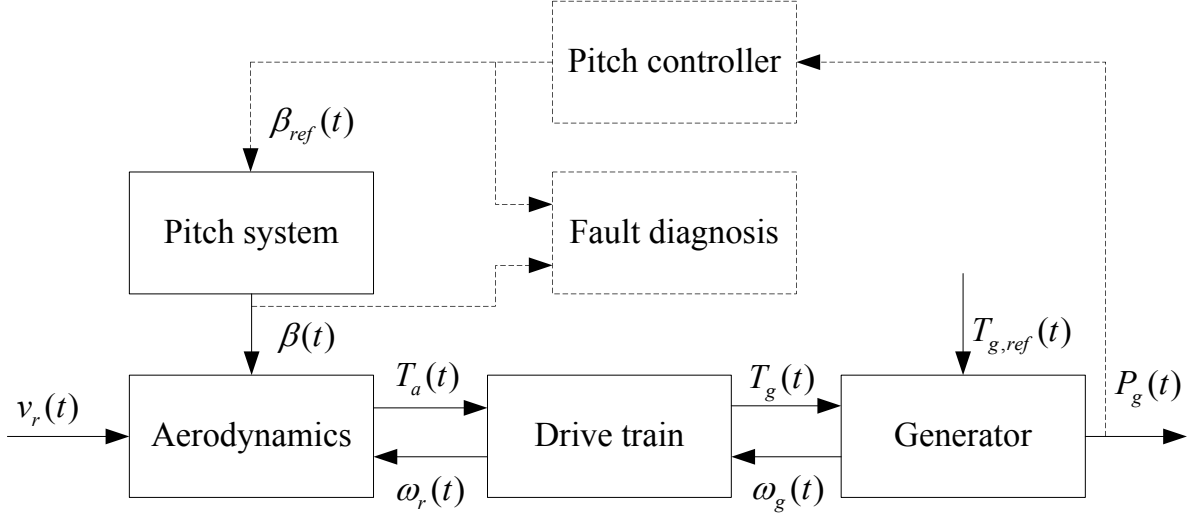 Pitch controller
β_ref(t)
Pitch system
Fault diagnosis
β(t)
T_g,ref(t)
v_r(t)
T_a(t)
T_g(t)
P_g(t)
Aerodynamics
Drive train
Generator
ω_r(t)
ω_g(t)